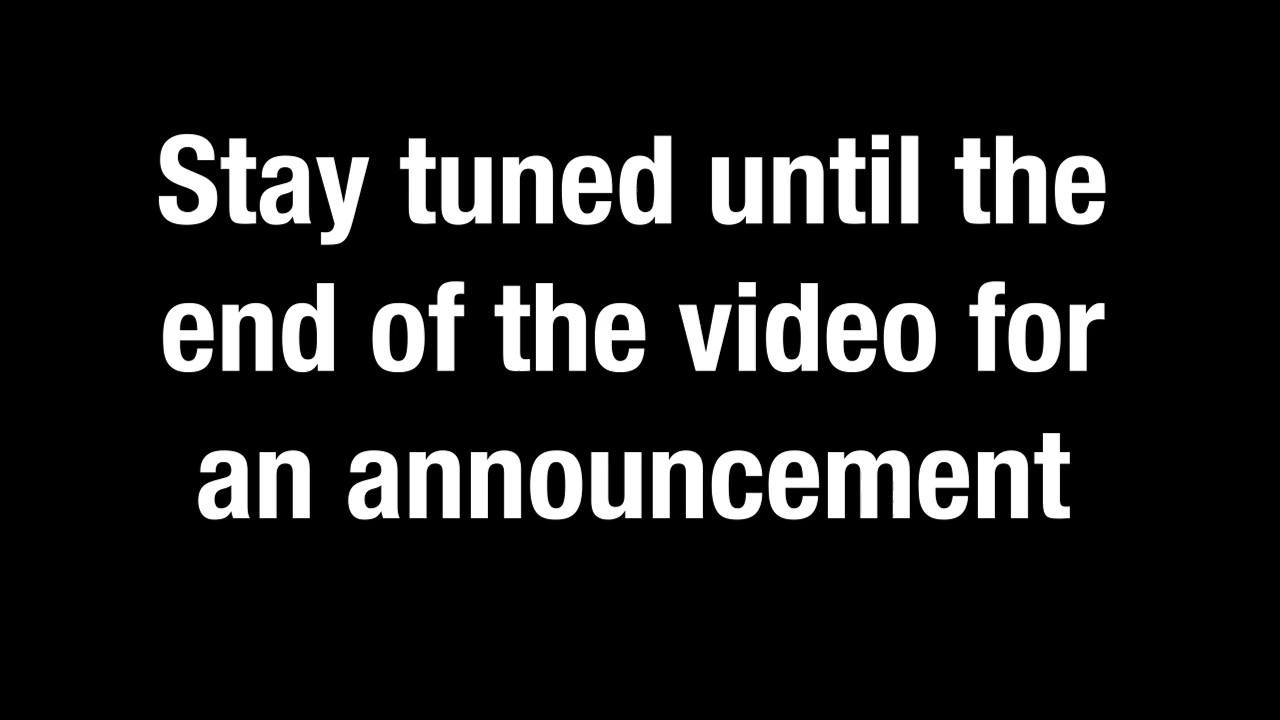 Stay tuned until the
end of the video for
an announcement